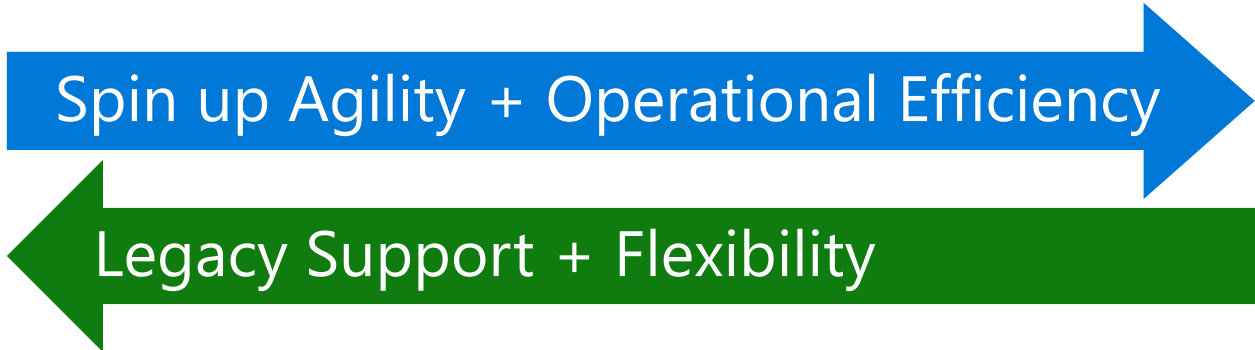 Spin up Agility + Operational Efficiency
Legacy Support + Flexibility